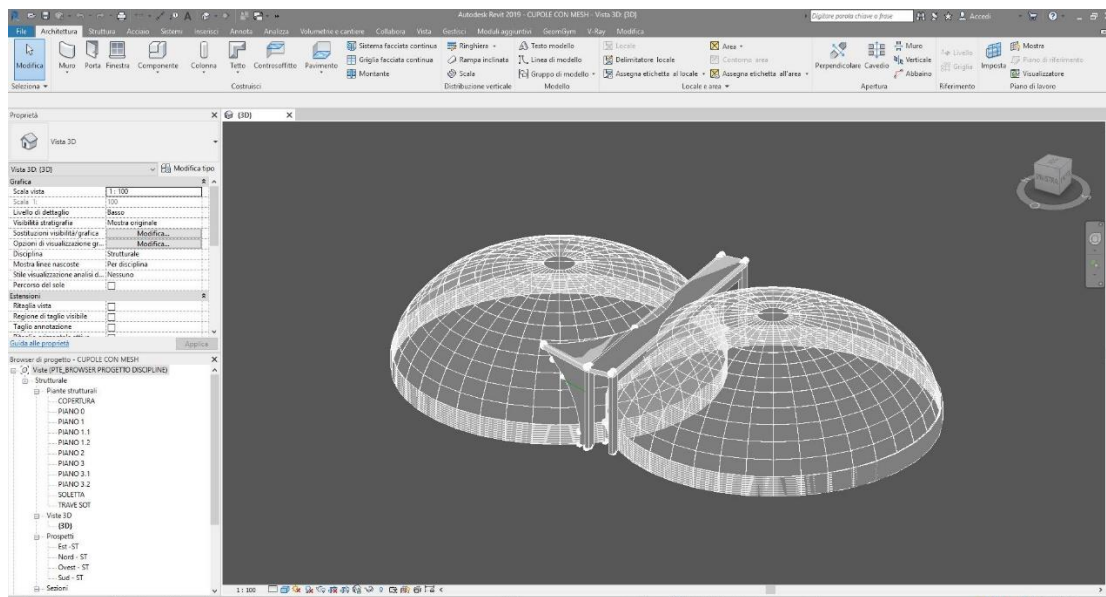 Autodesk Revit 2019 - CUPOLE CON MESH - Vista 3D: {3D}
Digitare parola chiave o frase
Accedi
File Architettura Struttura Acciaio Sistemi Inserisci Annota Analizza Volumetrie e cantiere Collabora Vista Gestisci Moduli aggiuntivi GeomGym V-Ray Modifica
Modifica
Muro
Porta
Finestra
Componente
Colonna
Tetto
Controsoffitto
Pavimento
Sistema facciata continua
Griglia facciata continua
Montante
Ringhiere
Rampa inclinata
Scala
Testo modello
Linea di modello
Gruppo di modello
Locale
Delimitatore locale
Assegna etichetta al locale
Area
Contorno area
Assegna etichetta all'area
Perpendicolare
Cavedio
Muro
Verticale
Abbaino
Livello
Griglia
Imposta
Mostra
Piano di riferimento
Visualizzatore
Seleziona
Costruisci
Distribuzione verticale
Modello
Locale e area
Apertura
Riferimento
Piano di lavoro
Proprietà
{3D}
Vista 3D
Vista 3D: {3D}
Modifica tipo
Grafica
Scala vista 1 : 100
Scala 1: 100
Livello di dettaglio Basso
Visibilità stratigrafia Mostra originale
Sostituzioni visibilità/grafica Modifica...
Opzioni di visualizzazione gr... Modifica...
Disciplina Strutturale
Mostra linee nascoste Per disciplina
Stile visualizzazione analisi d... Nessuno
Percorso del sole
Estensioni
Ritaglia vista
Regione di taglio visibile
Taglio annotazione
Guida alle proprietà
Applica
Browser di progetto - CUPOLE CON MESH
Viste (PTE_BROWSER PROGETTO DISCIPLINE)
Strutturale
Piante strutturali
COPERTURA
PIANO 0
PIANO 1
PIANO 1.1
PIANO 1.2
PIANO 2
PIANO 3
PIANO 3.1
PIANO 3.2
SOLETTA
TRAVE SOT
Viste 3D
{3D}
Prospetti
Est -ST
Nord - ST
Ovest - ST
Sud - ST
Sezioni
1 : 100